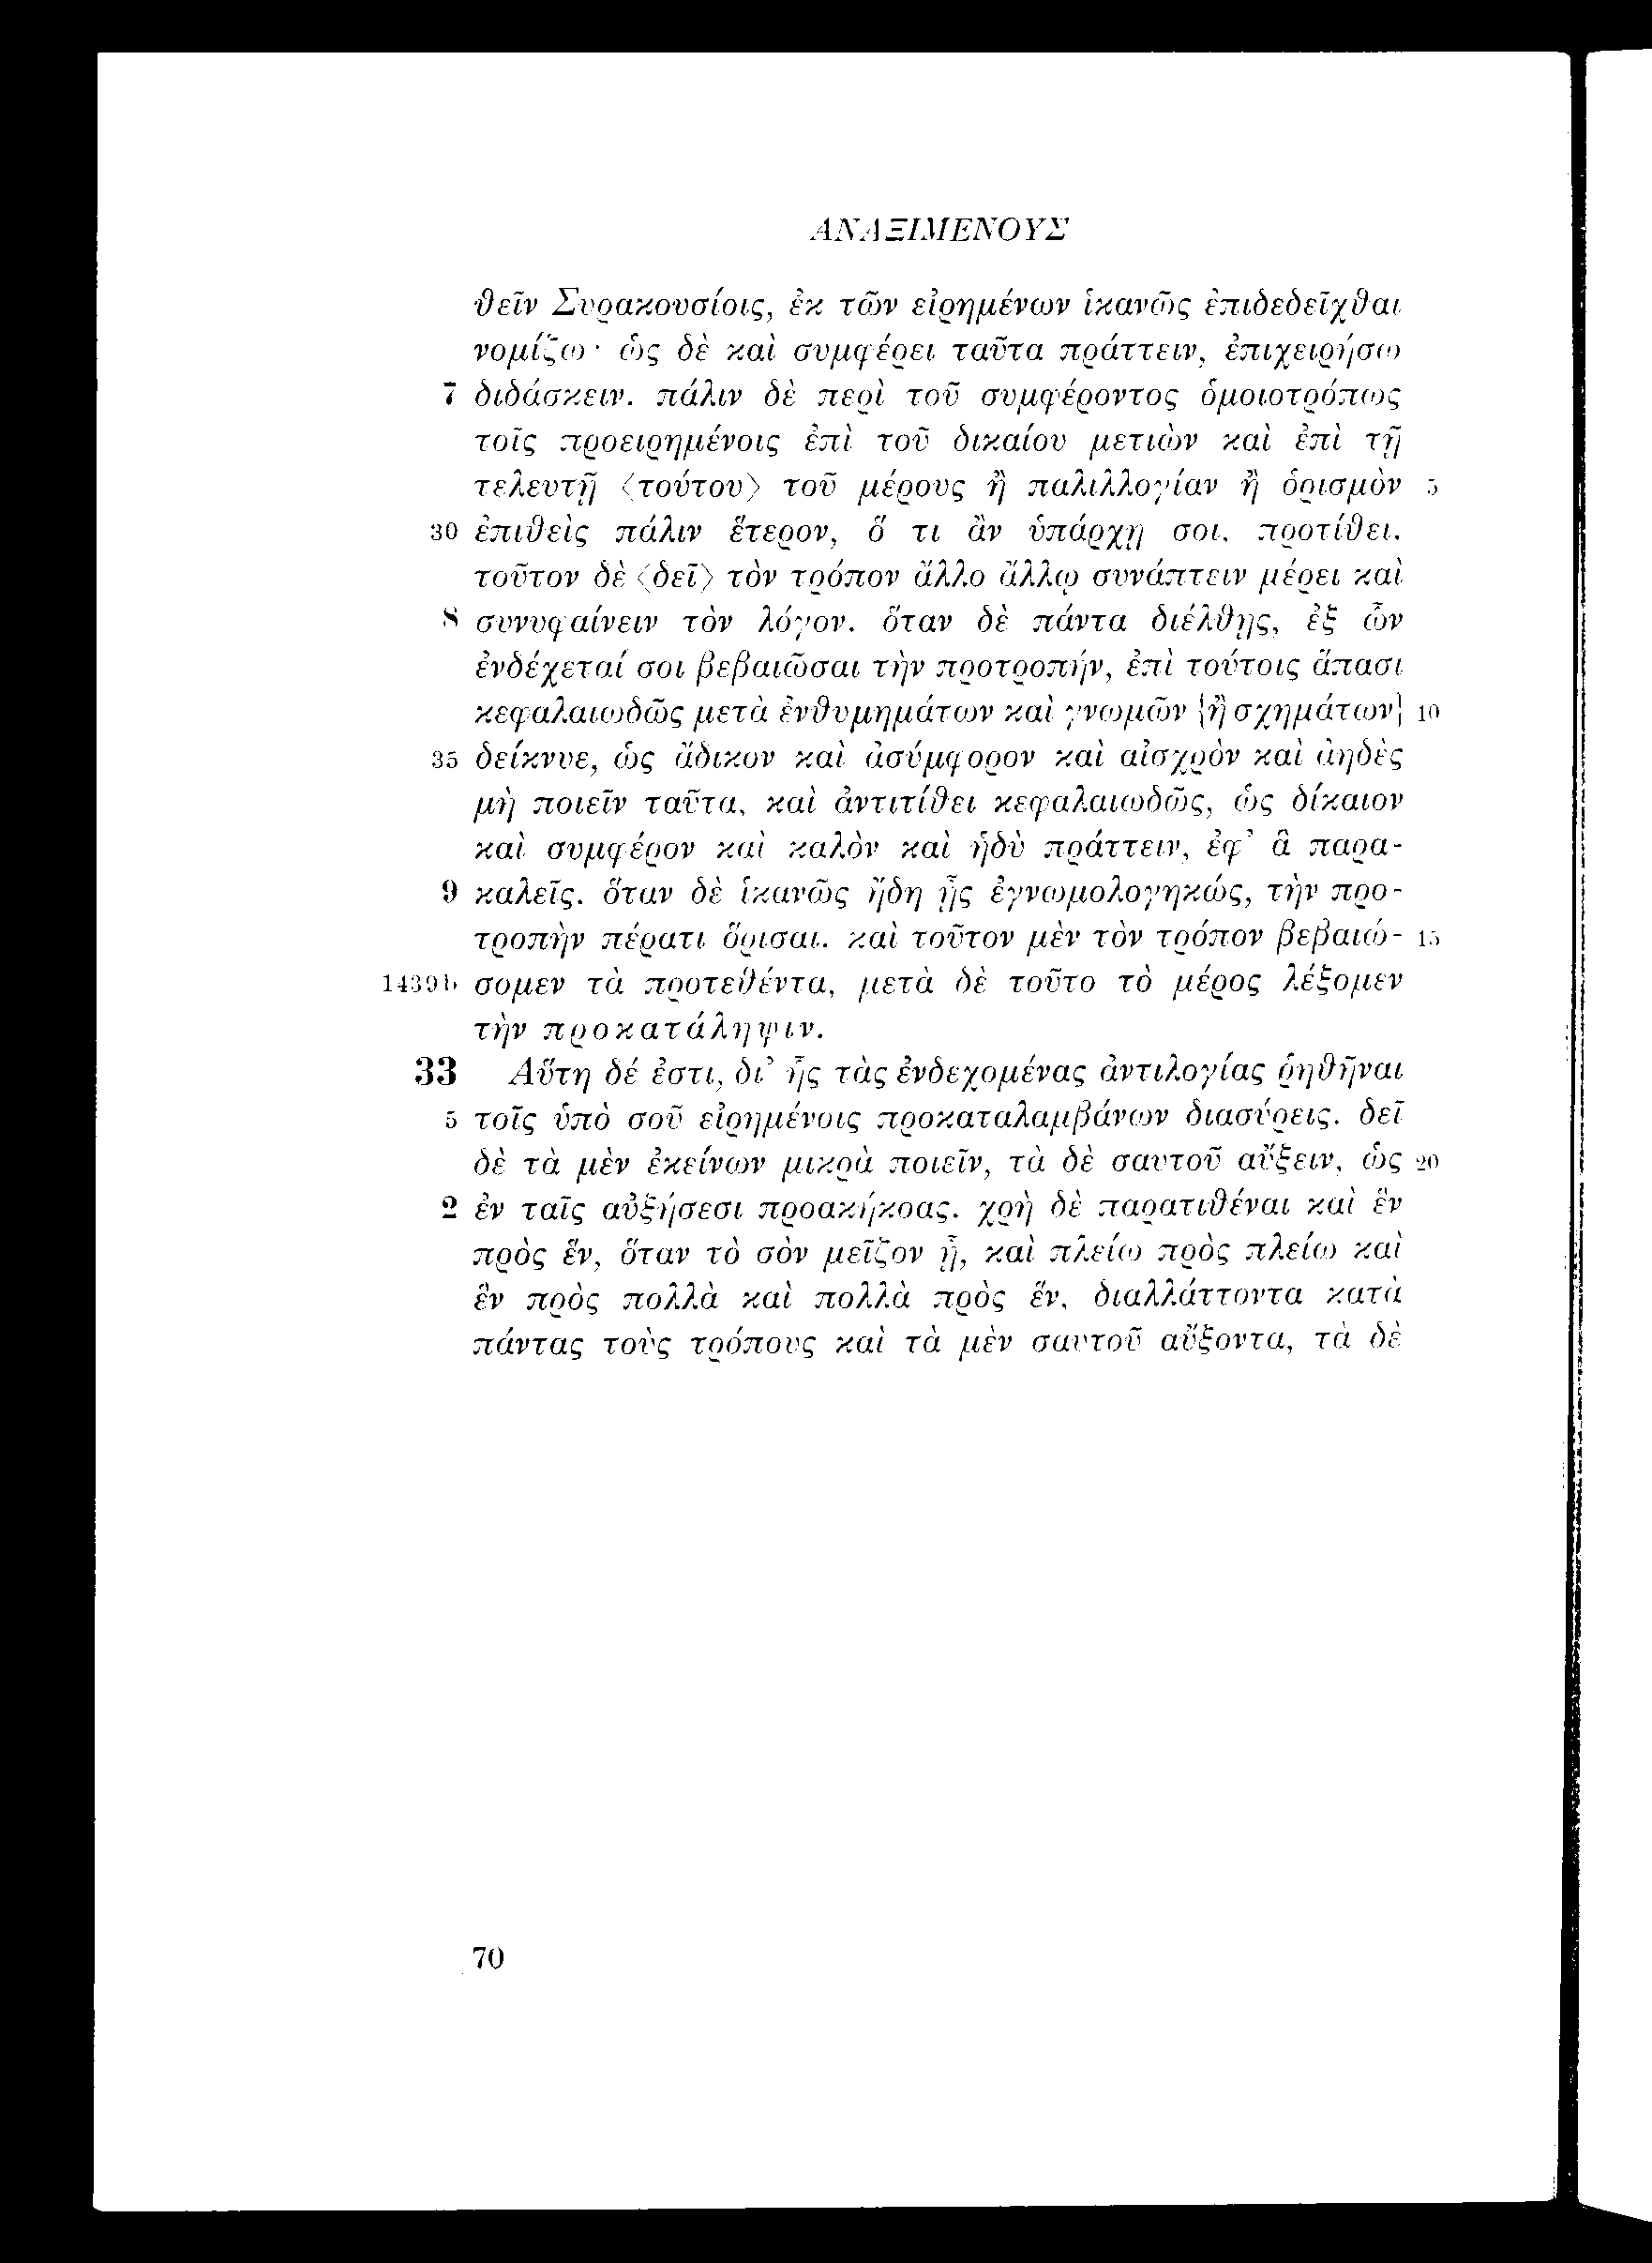 ΑΝΑΞΙΜΕΝΟΥΣ
θεῖν Συρακουσίοις, ἐκ τῶν εἰρημένων ἱκανῶς ἐπιδεδεῖχθαι
νομίζω· ὡς δὲ καὶ συμφέρει ταῦτα πράττειν, ἐπιχειρήσω
7 διδάσκειν. πάλιν δὲ περὶ τοῦ συμφέροντος ὁμοιοτρόπως
τοῖς προειρημένοις ἐπὶ τοῦ δικαίου μετιὼν καὶ ἐπὶ τῇ
τελευτῇ ⟨τούτου⟩ τοῦ μέρους ἢ παλιλλογίαν ἢ ὁρισμὸν 5
30 ἐπιθεὶς πάλιν ἕτερον, ὅ τι ἂν ὑπάρχῃ σοι, προτίθει.
τοῦτον δὲ ⟨δεῖ⟩ τὸν τρόπον ἄλλο ἄλλῳ συνάπτειν μέρει καὶ
8 συνυφαίνειν τὸν λόγον. ὅταν δὲ πάντα διέλθῃς, ἐξ ὧν
ἐνδέχεταί σοι βεβαιῶσαι τὴν προτροπήν, ἐπὶ τούτοις ἅπασι
κεφαλαιωδῶς μετὰ ἐνθυμημάτων καὶ γνωμῶν [ἢ σχημάτων] 10
35 δείκνυε, ὡς ἄδικον καὶ ἀσύμφορον καὶ αἰσχρὸν καὶ ἀηδὲς
μὴ ποιεῖν ταῦτα, καὶ ἀντιτίθει κεφαλαιωδῶς, ὡς δίκαιον
καὶ συμφέρον καὶ καλὸν καὶ ἡδὺ πράττειν, ἐφ’ ἃ παρα-
9 καλεῖς. ὅταν δὲ ἱκανῶς ἤδη ᾖς ἐγνωμολογηκώς, τὴν προ-
τροπὴν πέρατι ὅρισαι. καὶ τοῦτον μὲν τὸν τρόπον βεβαιώ- 15
1439b σομεν τὰ προτεθέντα, μετὰ δὲ τοῦτο τὸ μέρος λέξομεν
τὴν προκατάληψιν.
33 Αὕτη δέ ἐστι, δι’ ἧς τὰς ἐνδεχομένας ἀντιλογίας ῥηθῆναι
5 τοῖς ὑπὸ σοῦ εἰρημένοις προκαταλαμβάνων διασύρεις. δεῖ
δὲ τὰ μὲν ἐκείνων μικρὰ ποιεῖν, τὰ δὲ σαυτοῦ αὔξειν, ὡς 20
2 ἐν ταῖς αὐξήσεσι προακήκοας. χρὴ δὲ παρατιθέναι καὶ ἓν
πρὸς ἕν, ὅταν τὸ σὸν μεῖζον ᾖ, καὶ πλείω πρὸς πλείω καὶ
ἓν πρὸς πολλὰ καὶ πολλὰ πρὸς ἕν, διαλλάττοντα κατὰ
πάντας τοὺς τρόπους καὶ τὰ μὲν σαυτοῦ αὔξοντα, τὰ δὲ
70